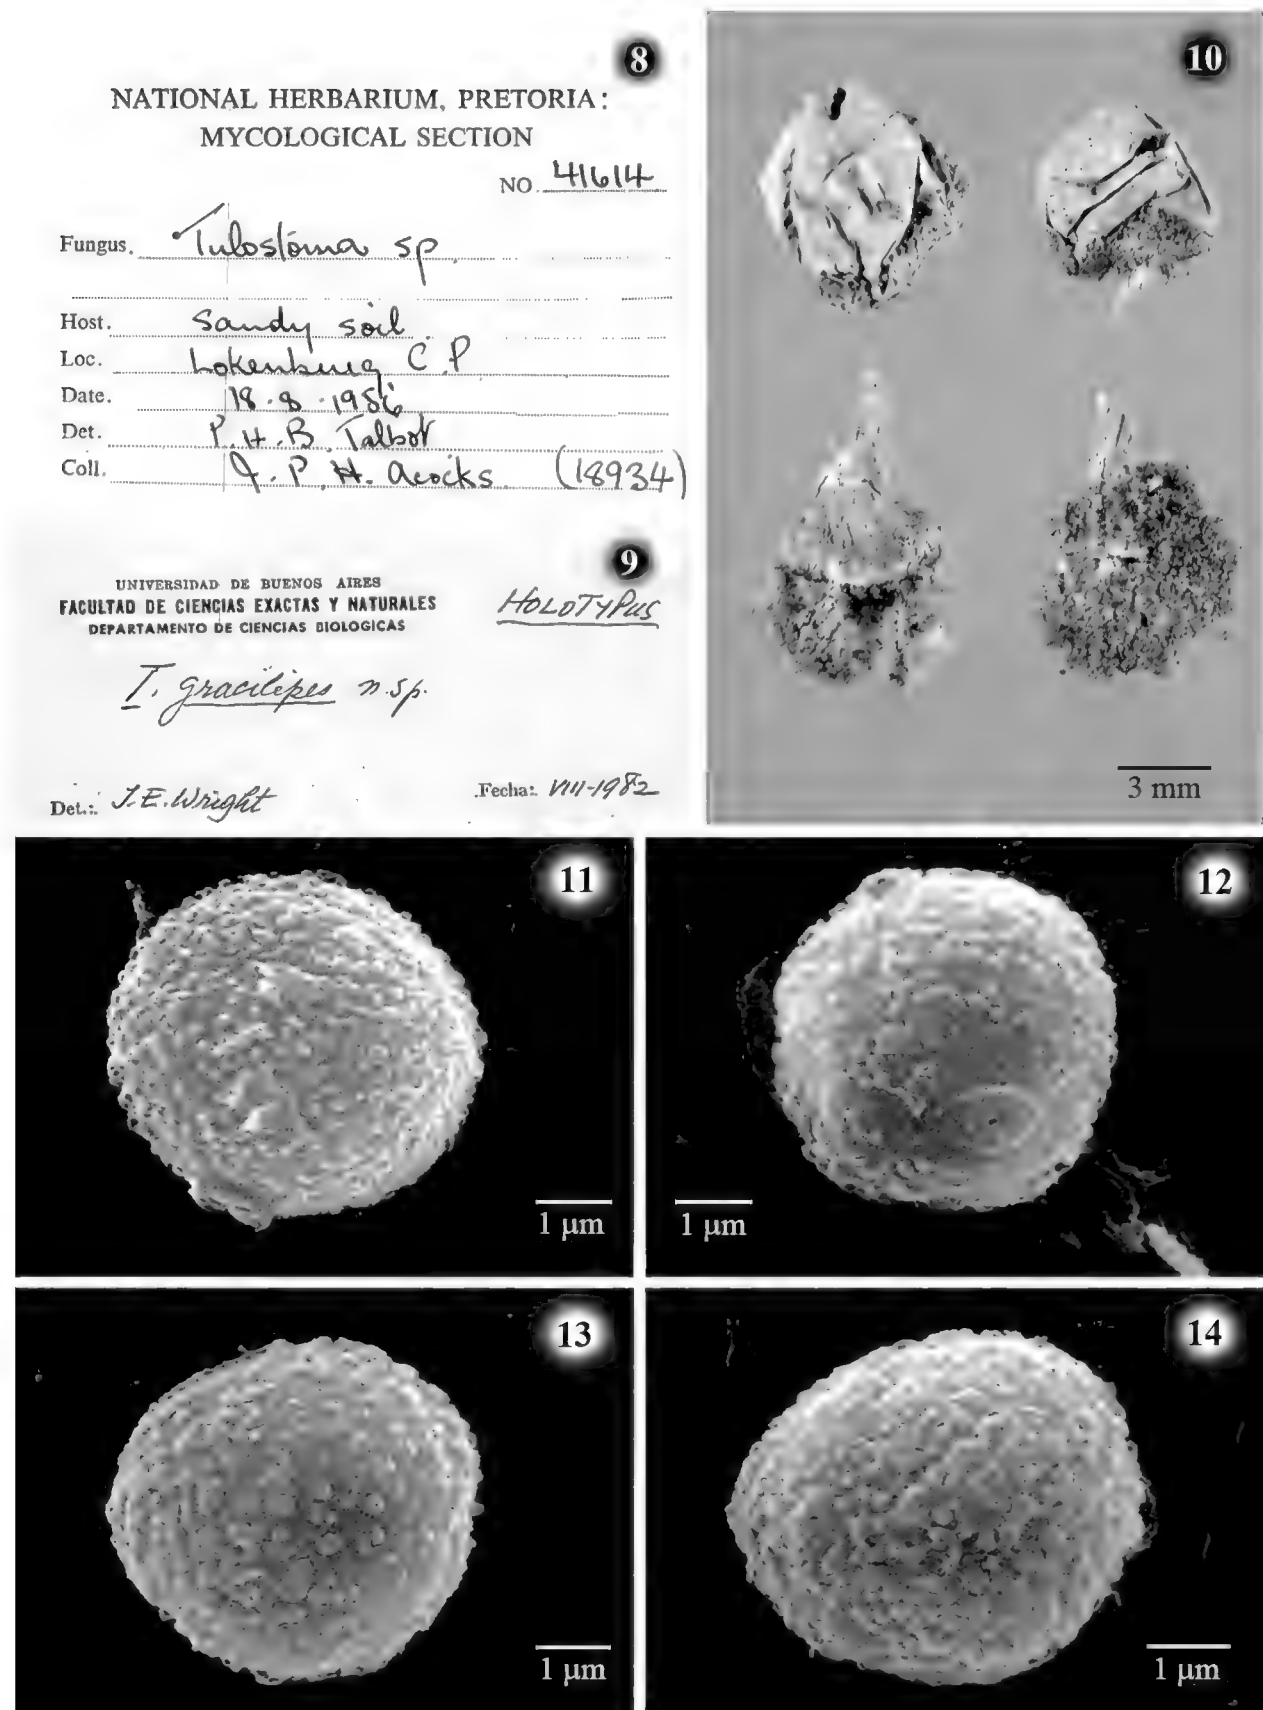 8
NATIONAL HERBARIUM, PRETORIA:
MYCOLOGICAL SECTION
NO. 41614
Fungus. Tulostoma sp.
Host. Sandy soil
Loc. Lokenburg C.P
Date. 18.8.1956
Det. P.H.B. Talbot
Coll. J.P.H. Acocks (18934)
9
UNIVERSIDAD DE BUENOS AIRES
FACULTAD DE CIENCIAS EXACTAS Y NATURALES
DEPARTAMENTO DE CIENCIAS BIOLOGICAS
HOLOTYPUS
T. gracilipes n.sp.
Det.: J.E. Wright
Fecha: VIII-1982
10
3 mm
11
1 µm
12
1 µm
13
1 µm
14
1 µm